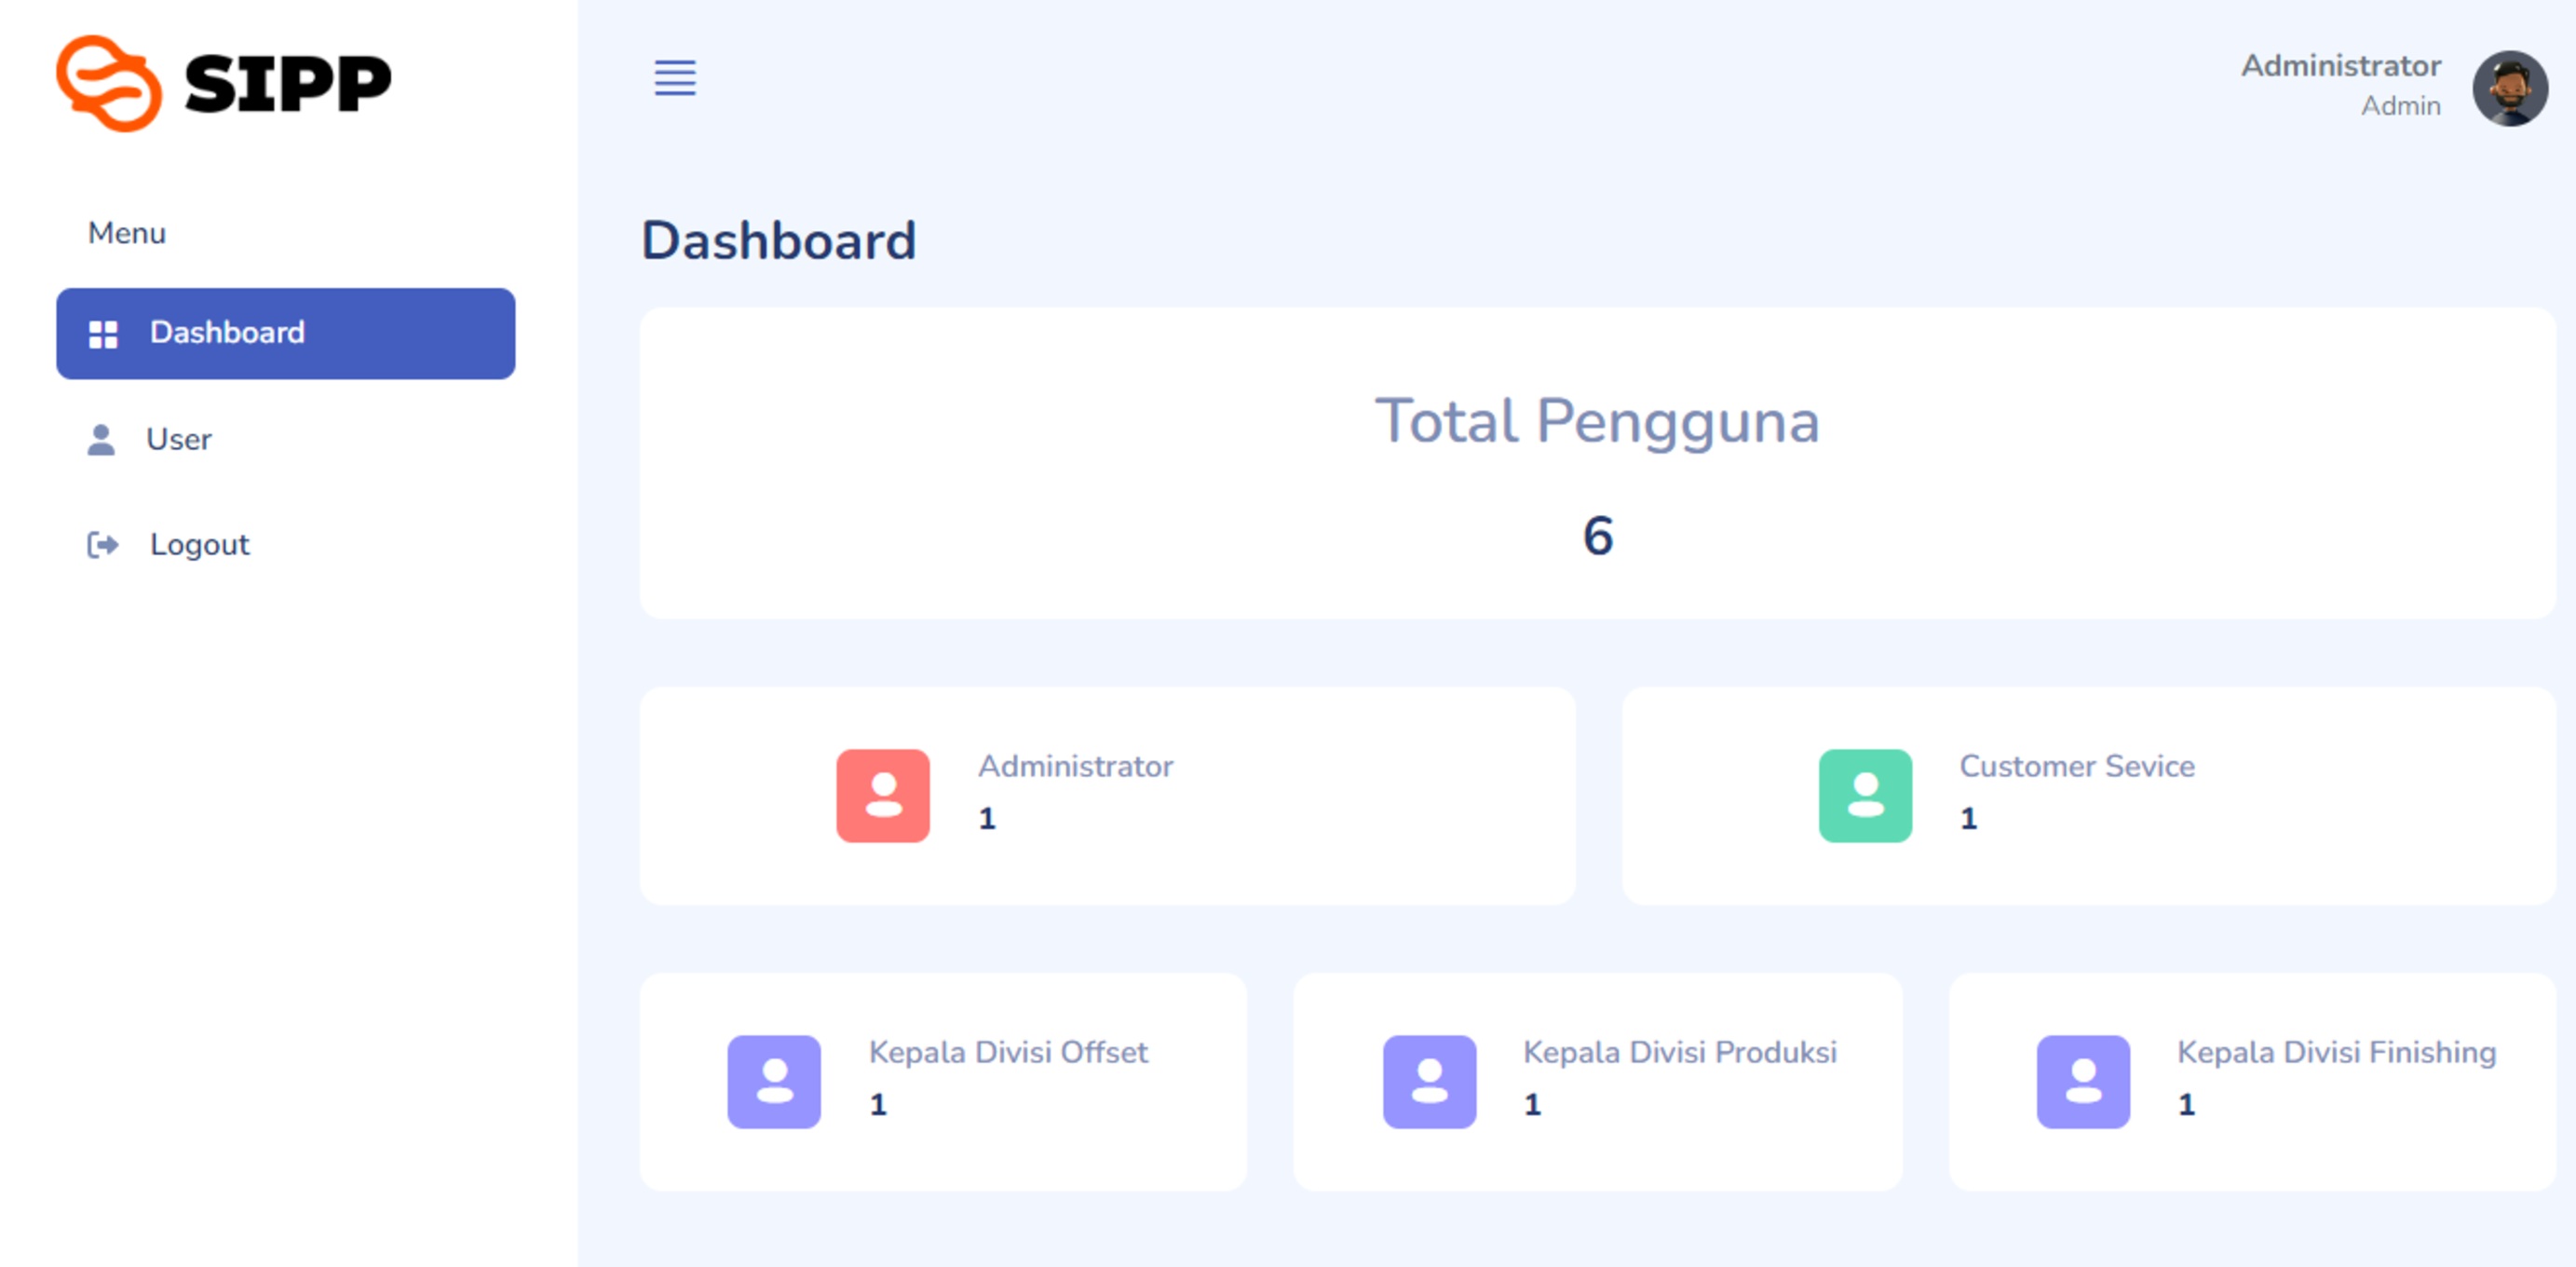 SIPP
Menu
Dashboard
User
Logout
Administrator
Admin
Dashboard
Total Pengguna
6
Administrator
1
Customer Sevice
1
Kepala Divisi Offset
1
Kepala Divisi Produksi
1
Kepala Divisi Finishing
1